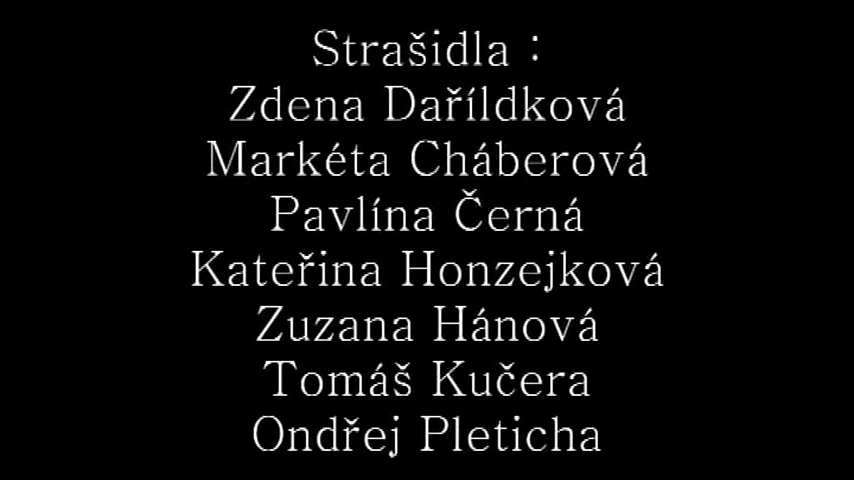 Strašidla :
Zdena Daříldková
Markéta Cháberová
Pavlína Černá
Kateřina Honzejková
Zuzana Hánová
Tomáš Kučera
Ondřej Pleticha